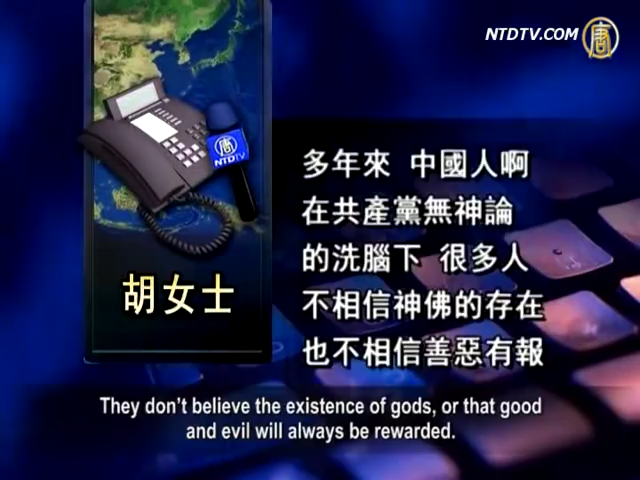 NTDTV.COM
唐
唐
NTDTV
多年來 中國人啊
在共產黨無神論
的洗腦下 很多人
不相信神佛的存在
也不相信善惡有報
胡女士
They don't believe the existence of gods, or that good
and evil will always be rewarded.